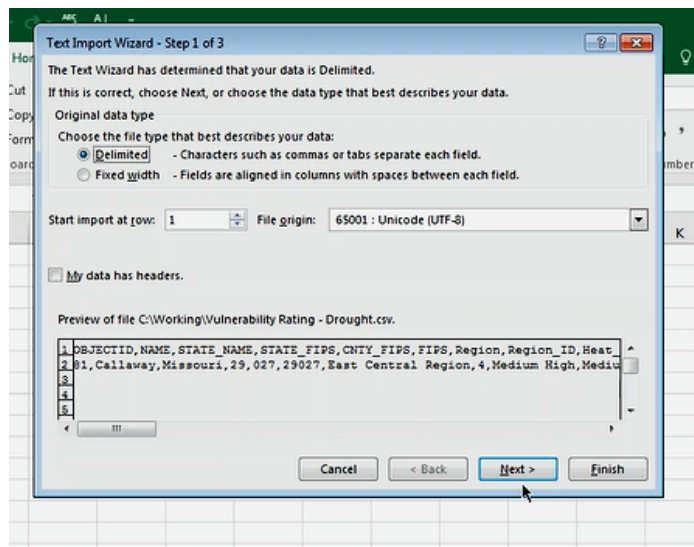 ABC A
Text Import Wizard - Step 1 of 3
?
Hor
The Text Wizard has determined that your data is Delimited.
Cut
If this is correct, choose Next, or choose the data type that best describes your data.
Copy
Original data type
Form
Choose the file type that best describes your data:
Delimited - Characters such as commas or tabs separate each field.
oard
umber
Fixed width - Fields are aligned in columns with spaces between each field.
Start import at row: 1 File origin: 65001 : Unicode (UTF-8)
K
My data has headers.
Preview of file C:\Working\Vulnerability Rating - Drought.csv.
1 OBJECTID,NAME,STATE_NAME,STATE_FIPS,CNTY_FIPS,FIPS,Region,Region_ID,Heat_
2 81,Callaway,Missouri,29,027,29027,East Central Region,4,Medium High,Mediu
3
4
5
Cancel < Back Next > Finish